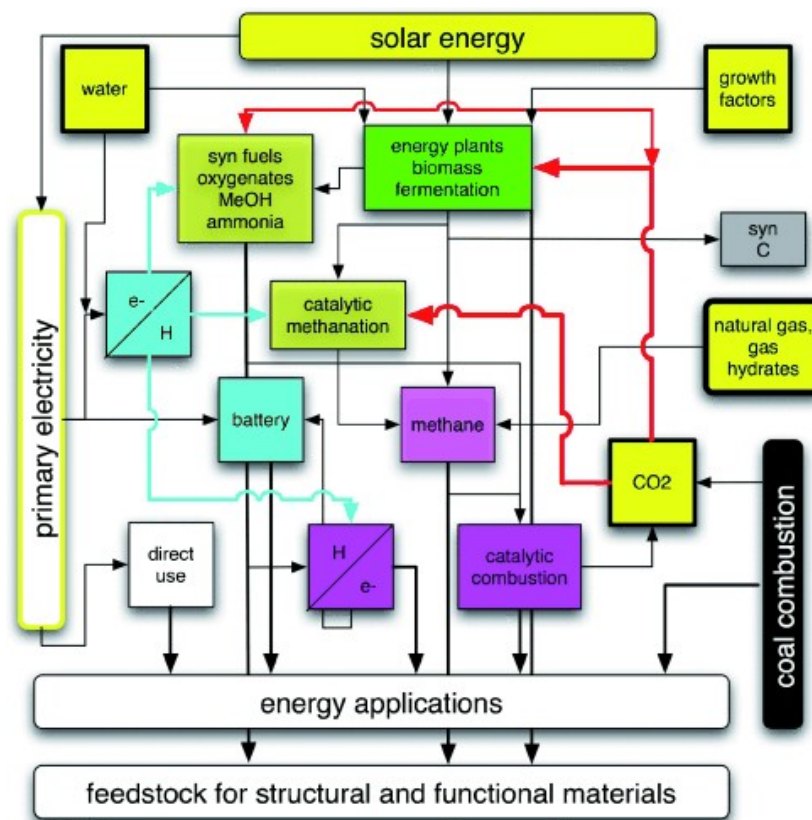 solar energy
water
growth
factors
syn fuels
oxygenates
MeOH
ammonia
energy plants
biomass
fermentation
syn
C
e-
H
catalytic
methanation
natural gas,
gas
hydrates
primary electricity
battery
methane
CO2
direct
use
H
e-
catalytic
combustion
coal combustion
energy applications
feedstock for structural and functional materials